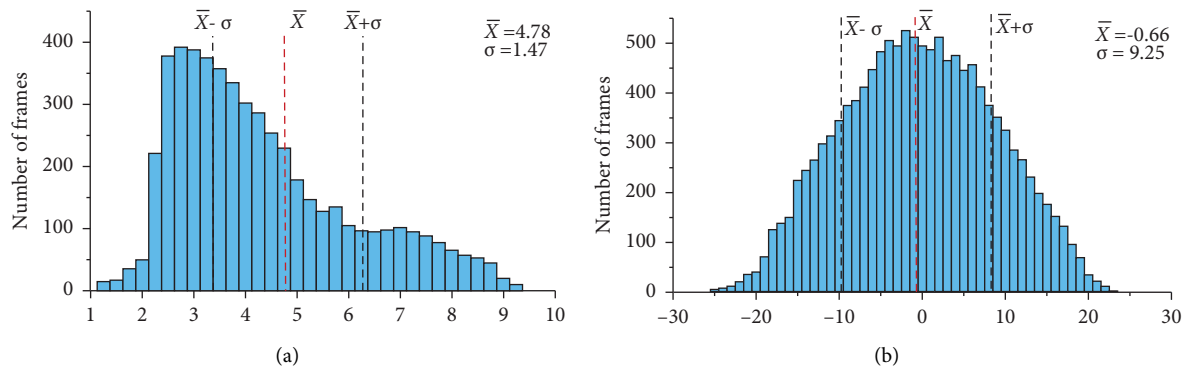 X̅- σ X̅ X̅+σ
X̅=4.78
σ =1.47
Number of frames
400
300
200
100
0
1 2 3 4 5 6 7 8 9 10
(a)
X̅- σ X̅ X̅+σ
X̅=-0.66
σ = 9.25
Number of frames
500
400
300
200
100
0
–30 –20 –10 0 10 20 30
(b)